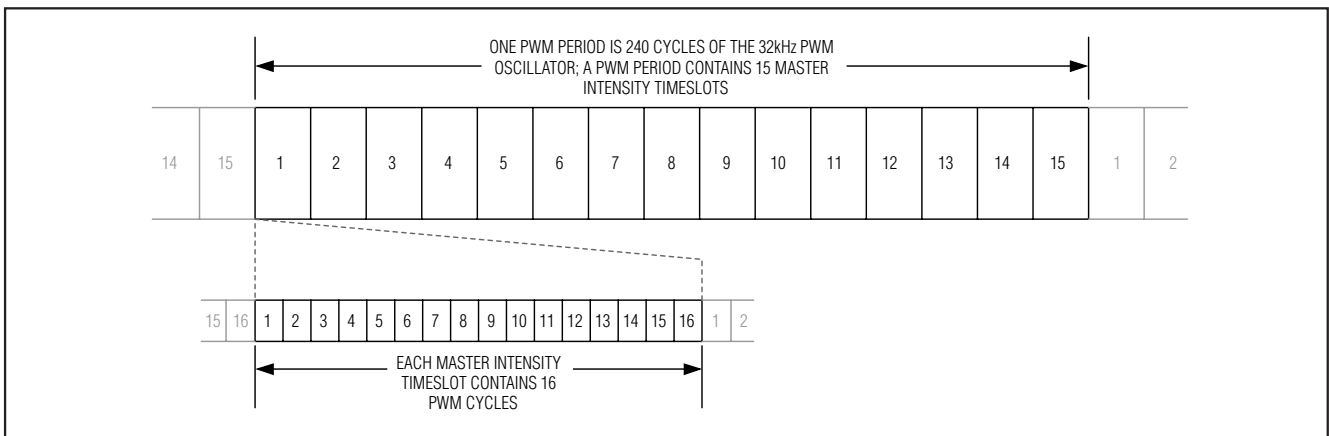 ONE PWM PERIOD IS 240 CYCLES OF THE 32kHz PWM
OSCILLATOR; A PWM PERIOD CONTAINS 15 MASTER
INTENSITY TIMESLOTS
14 15 1 2 3 4 5 6 7 8 9 10 11 12 13 14 15 1 2
15 16 1 2 3 4 5 6 7 8 9 10 11 12 13 14 15 16 1 2
EACH MASTER INTENSITY
TIMESLOT CONTAINS 16
PWM CYCLES